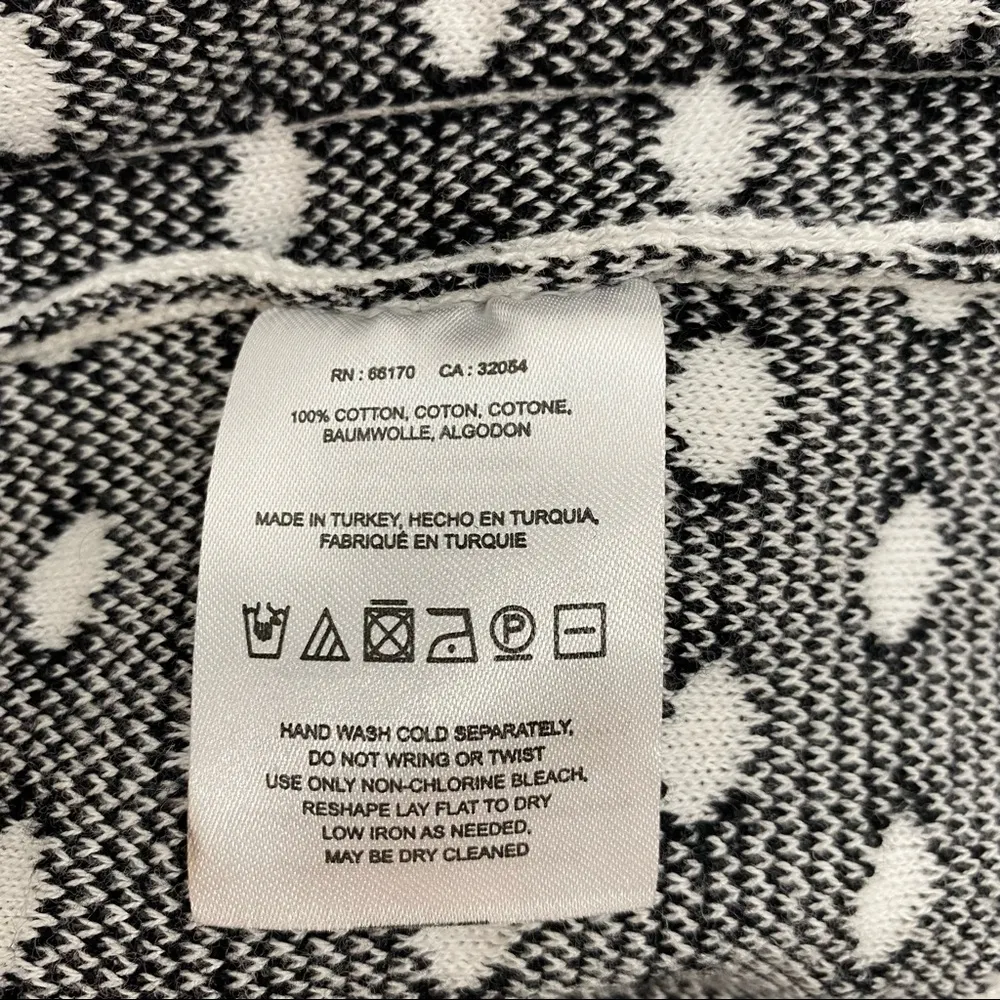 RN : 66170 CA : 32054
100% COTTON, COTON, COTONE,
BAUMWOLLE, ALGODON
MADE IN TURKEY, HECHO EN TURQUIA,
FABRIQUÉ EN TURQUIE
P
HAND WASH COLD SEPARATELY,
DO NOT WRING OR TWIST
USE ONLY NON-CHLORINE BLEACH,
RESHAPE LAY FLAT TO DRY
LOW IRON AS NEEDED,
MAY BE DRY CLEANED